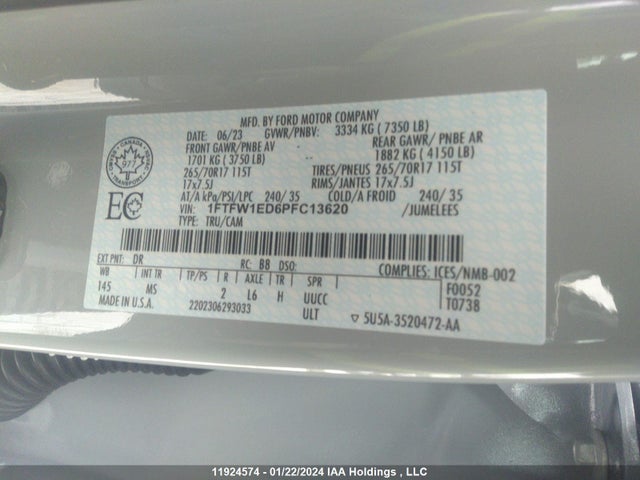 MFD. BY FORD MOTOR COMPANY
DATE: 06/23 GVWR/PNBV: 3334 KG ( 7350 LB)
FRONT GAWR/PNBE AV REAR GAWR/ PNBE AR
1701 KG ( 3750 LB) 1882 KG ( 4150 LB)
265/70R17 115T TIRES/PNEUS 265/70R17 115T
17x7.5J RIMS/JANTES 17x7.5J
AT/A kPa/PSI/LPC 240/ 35 COLD/A FROID 240/ 35
VIN: 1FTFW1ED6PFC13620 /JUMELEES
TYPE: TRU/CAM
CANADA
977
TRANSPORT
EC
EXT PNT: DR RC: BB DSO: COMPLIES: ICES/NMB-002
WB INT TR TP/PS R AXLE TR SPR F0052
145 MS 2 L6 H UUCC T0738
MADE IN U.S.A. 2202306293033 ULT ▽ 5U5A-3520472-AA
11924574 - 01/22/2024 IAA Holdings , LLC